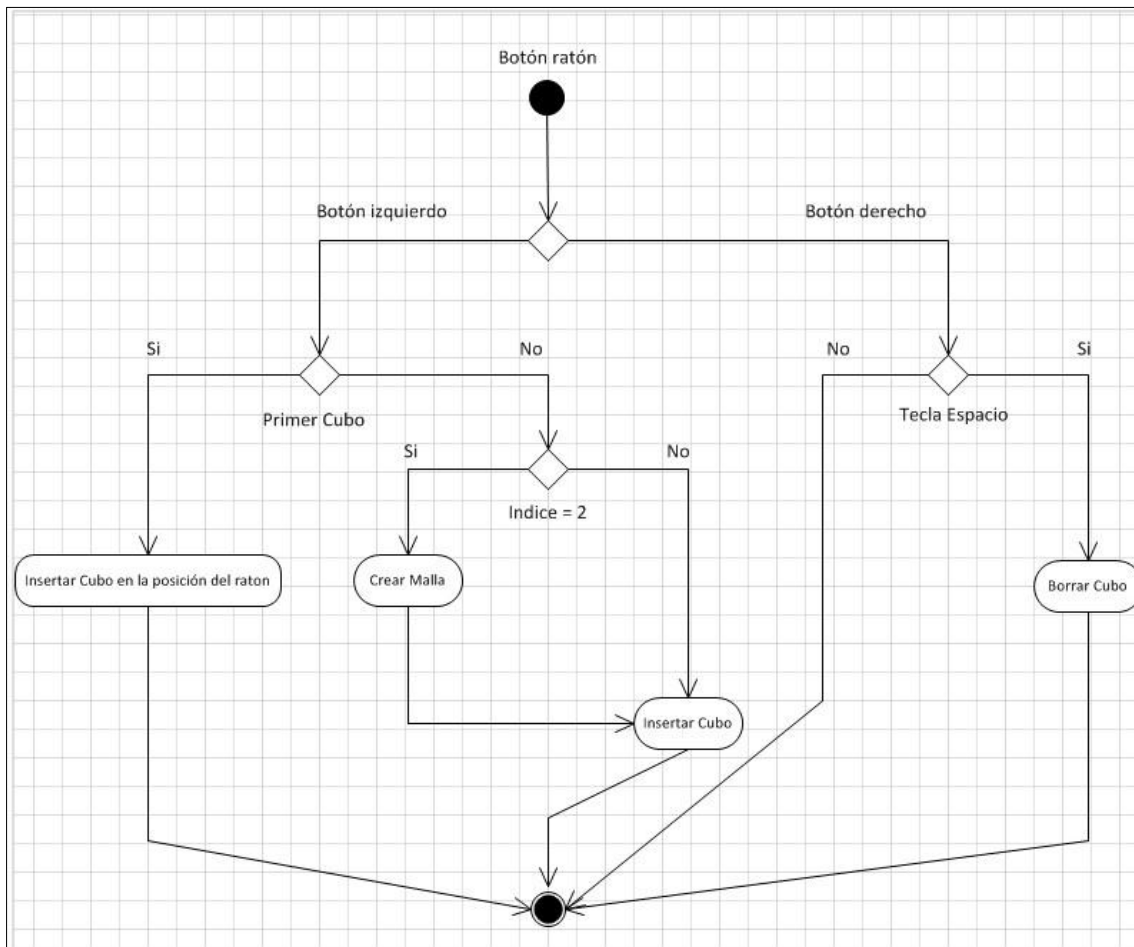 Botón ratón
Botón izquierdo
Botón derecho
Si
No
No
Si
Primer Cubo
Tecla Espacio
Si
No
Indice = 2
Insertar Cubo en la posición del raton
Crear Malla
Borrar Cubo
Insertar Cubo